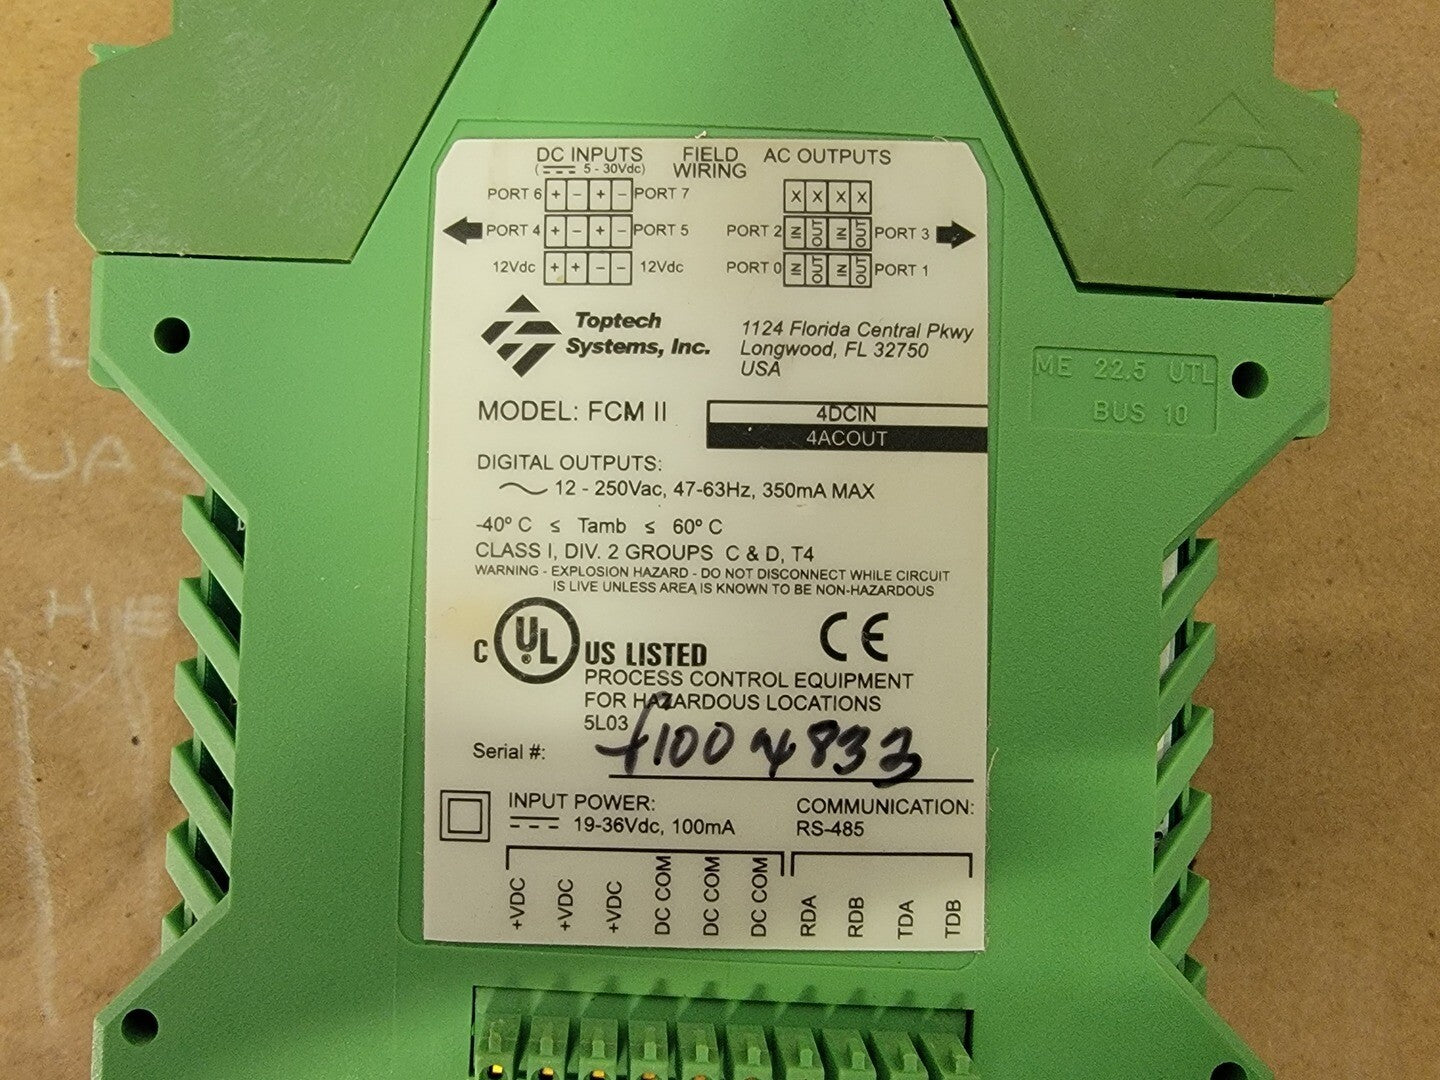 DC INPUTS FIELD WIRING AC OUTPUTS
( 5 - 30Vdc)
PORT 6 + - + - PORT 7 X X X X
PORT 4 + - + - PORT 5 PORT 2 IN OUT IN OUT PORT 3
12Vdc + + - - 12Vdc PORT 0 IN OUT IN OUT PORT 1
Toptech
Systems, Inc.
1124 Florida Central Pkwy
Longwood, FL 32750
USA
ME 22,5 UTL
BUS 10
MODEL: FCM II
4DCIN
4ACOUT
DIGITAL OUTPUTS:
12 - 250Vac, 47-63Hz, 350mA MAX
-40º C ≤ Tamb ≤ 60º C
CLASS I, DIV. 2 GROUPS C & D, T4
WARNING - EXPLOSION HAZARD - DO NOT DISCONNECT WHILE CIRCUIT
IS LIVE UNLESS AREA IS KNOWN TO BE NON-HAZARDOUS
C UL US LISTED CE
PROCESS CONTROL EQUIPMENT
FOR HAZARDOUS LOCATIONS
5L03
Serial #: f1004833
INPUT POWER:
19-36Vdc, 100mA
COMMUNICATION:
RS-485
+VDC +VDC +VDC DC COM DC COM DC COM RDA RDB TDA TDB